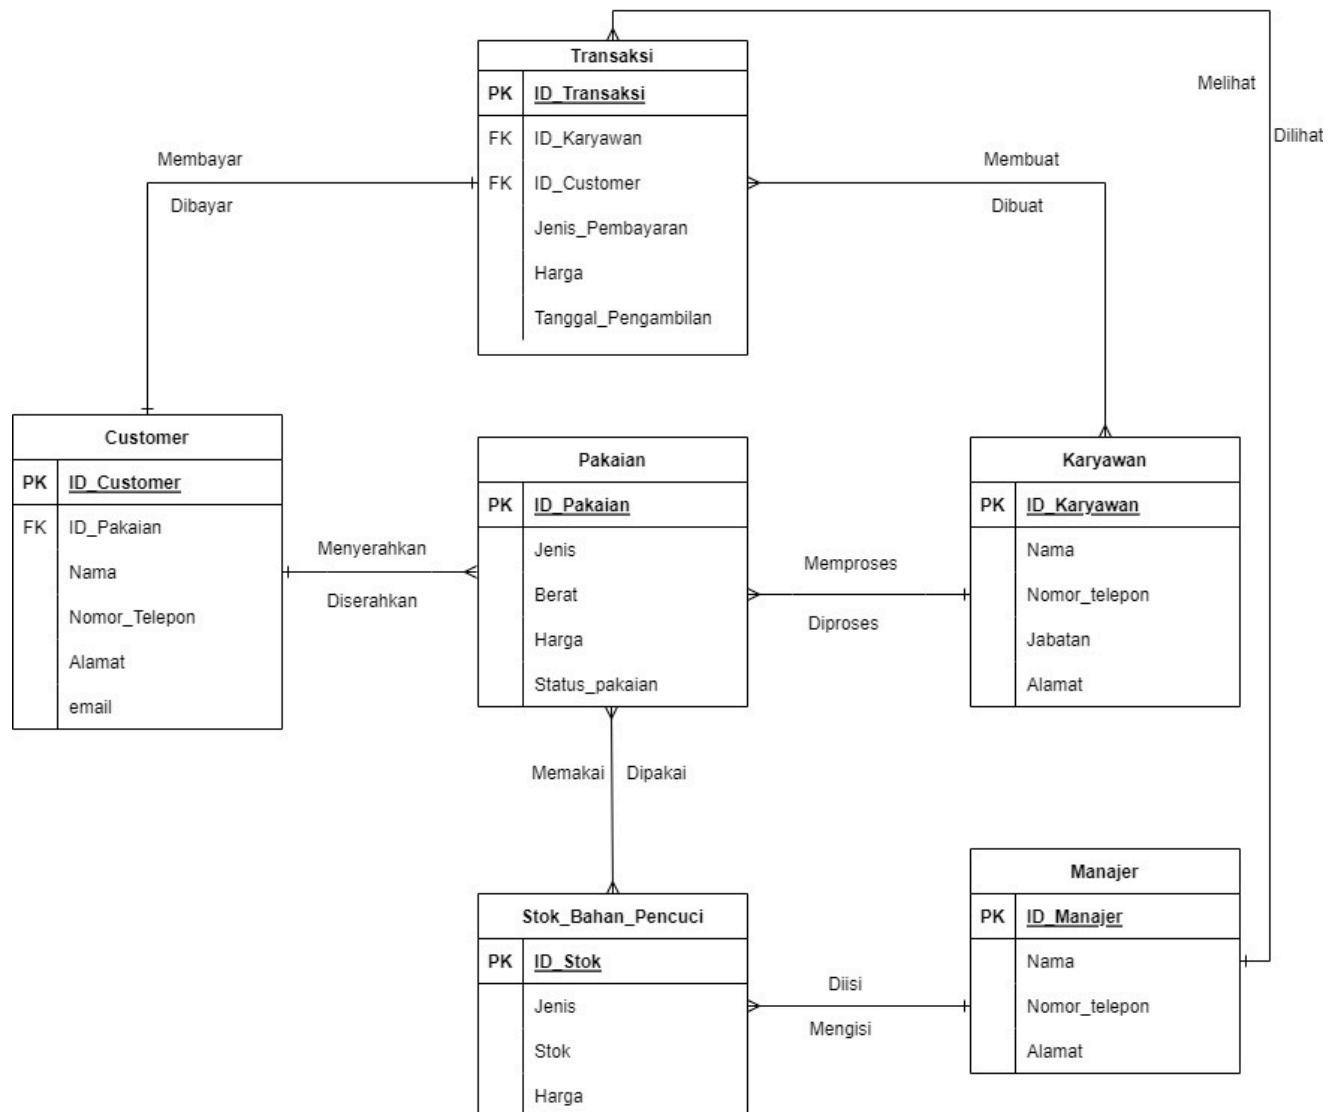 Transaksi
PK ID_Transaksi
FK ID_Karyawan
FK ID_Customer
Jenis_Pembayaran
Harga
Tanggal_Pengambilan
Melihat
Dilihat
Membayar
Dibayar
Membuat
Dibuat
Customer
PK ID_Customer
FK ID_Pakaian
Nama
Nomor_Telepon
Alamat
email
Menyerahkan
Diserahkan
Pakaian
PK ID_Pakaian
Jenis
Berat
Harga
Status_pakaian
Memproses
Diproses
Karyawan
PK ID_Karyawan
Nama
Nomor_telepon
Jabatan
Alamat
Memakai Dipakai
Stok_Bahan_Pencuci
PK ID_Stok
Jenis
Stok
Harga
Diisi
Mengisi
Manajer
PK ID_Manajer
Nama
Nomor_telepon
Alamat